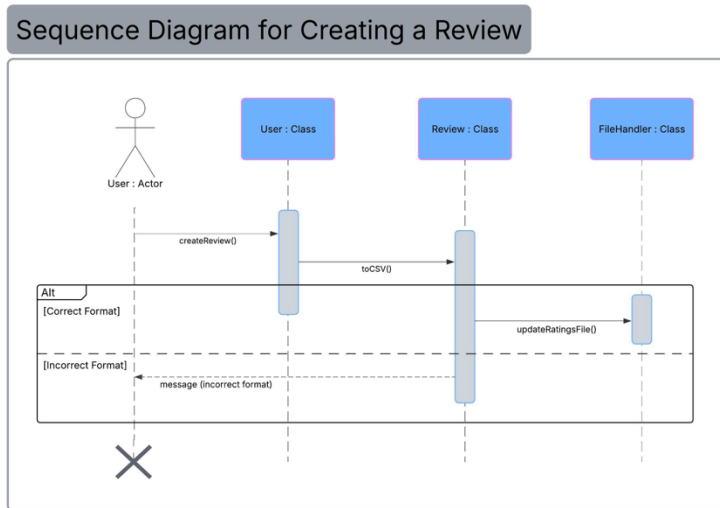 Sequence Diagram for Creating a Review
User : Actor
User : Class
Review : Class
FileHandler : Class
createReview()
toCSV()
Alt
[Correct Format]
updateRatingsFile()
[Incorrect Format]
message (incorrect format)